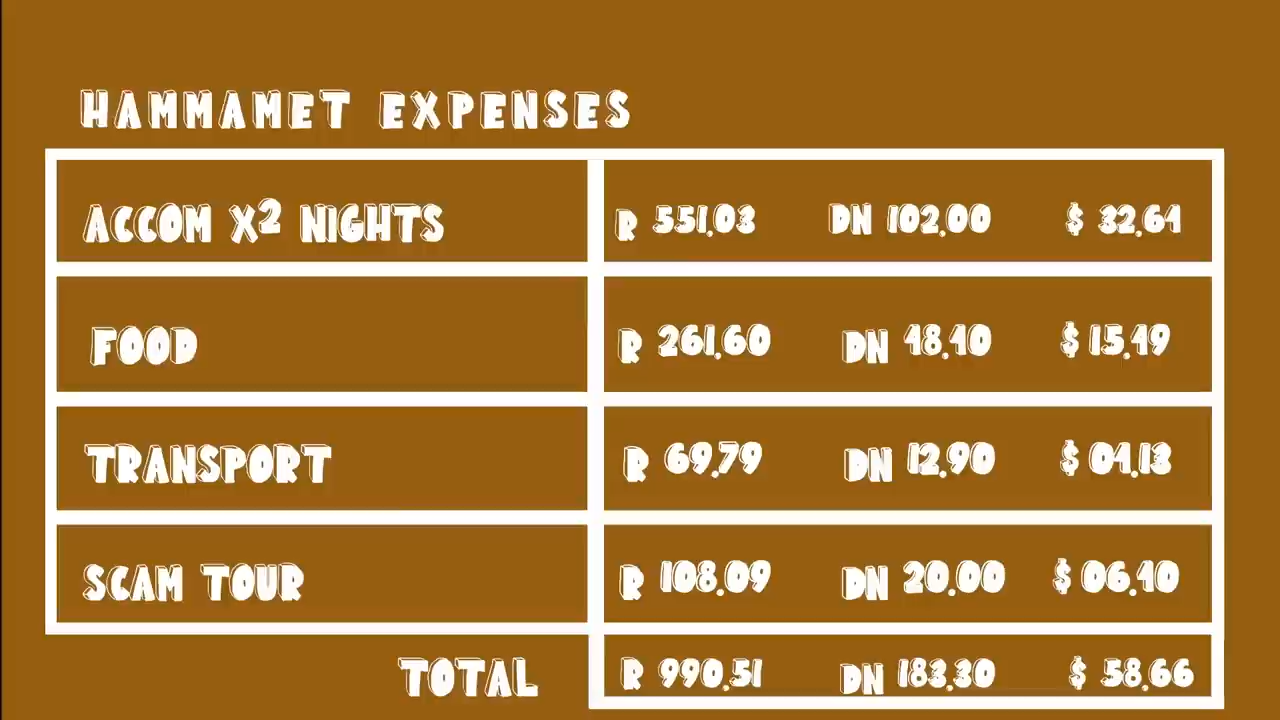 HAMMAMET EXPENSES
ACCOM X2 NIGHTS R 551.03 DN 102.00 $ 32.64
FOOD R 261.60 DN 48.40 $ 15.49
TRANSPORT R 69.79 DN 12.90 $ 04.13
SCAM TOUR R 108.09 DN 20.00 $ 06.40
TOTAL R 990.51 DN 183.30 $ 58.66